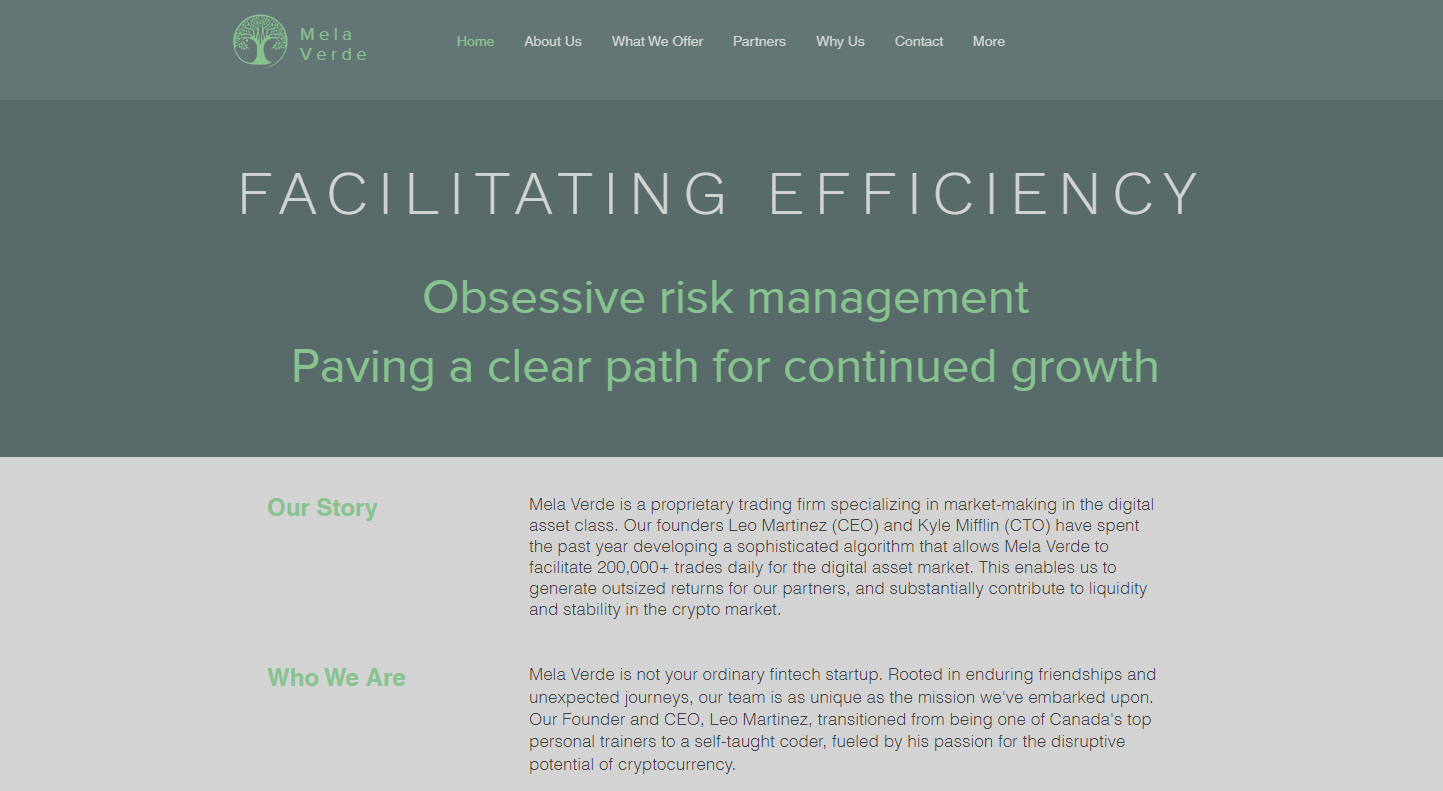 Mela
Verde
Home About Us What We Offer Partners Why Us Contact More
FACILITATING EFFICIENCY
Obsessive risk management
Paving a clear path for continued growth
Our Story
Mela Verde is a proprietary trading firm specializing in market-making in the digital
asset class. Our founders Leo Martinez (CEO) and Kyle Mifflin (CTO) have spent
the past year developing a sophisticated algorithm that allows Mela Verde to
facilitate 200,000+ trades daily for the digital asset market. This enables us to
generate outsized returns for our partners, and substantially contribute to liquidity
and stability in the crypto market.
Who We Are
Mela Verde is not your ordinary fintech startup. Rooted in enduring friendships and
unexpected journeys, our team is as unique as the mission we've embarked upon.
Our Founder and CEO, Leo Martinez, transitioned from being one of Canada's top
personal trainers to a self-taught coder, fueled by his passion for the disruptive
potential of cryptocurrency.